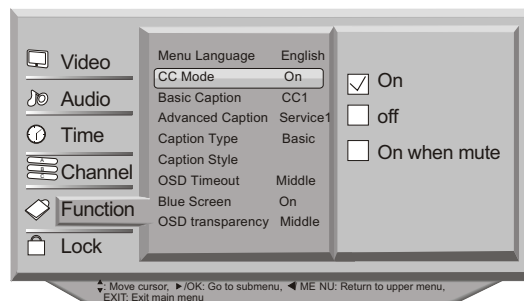 Video
Audio
Time
Channel
Function
Lock
Menu Language English
CC Mode On
Basic Caption CC1
Advanced Caption Service1
Caption Type Basic
Caption Style
OSD Timeout Middle
Blue Screen On
OSD transparency Middle
On
off
On when mute
: Move cursor, ▶/OK: Go to submenu, ◀ ME NU: Return to upper menu,
EXIT: Exit main menu